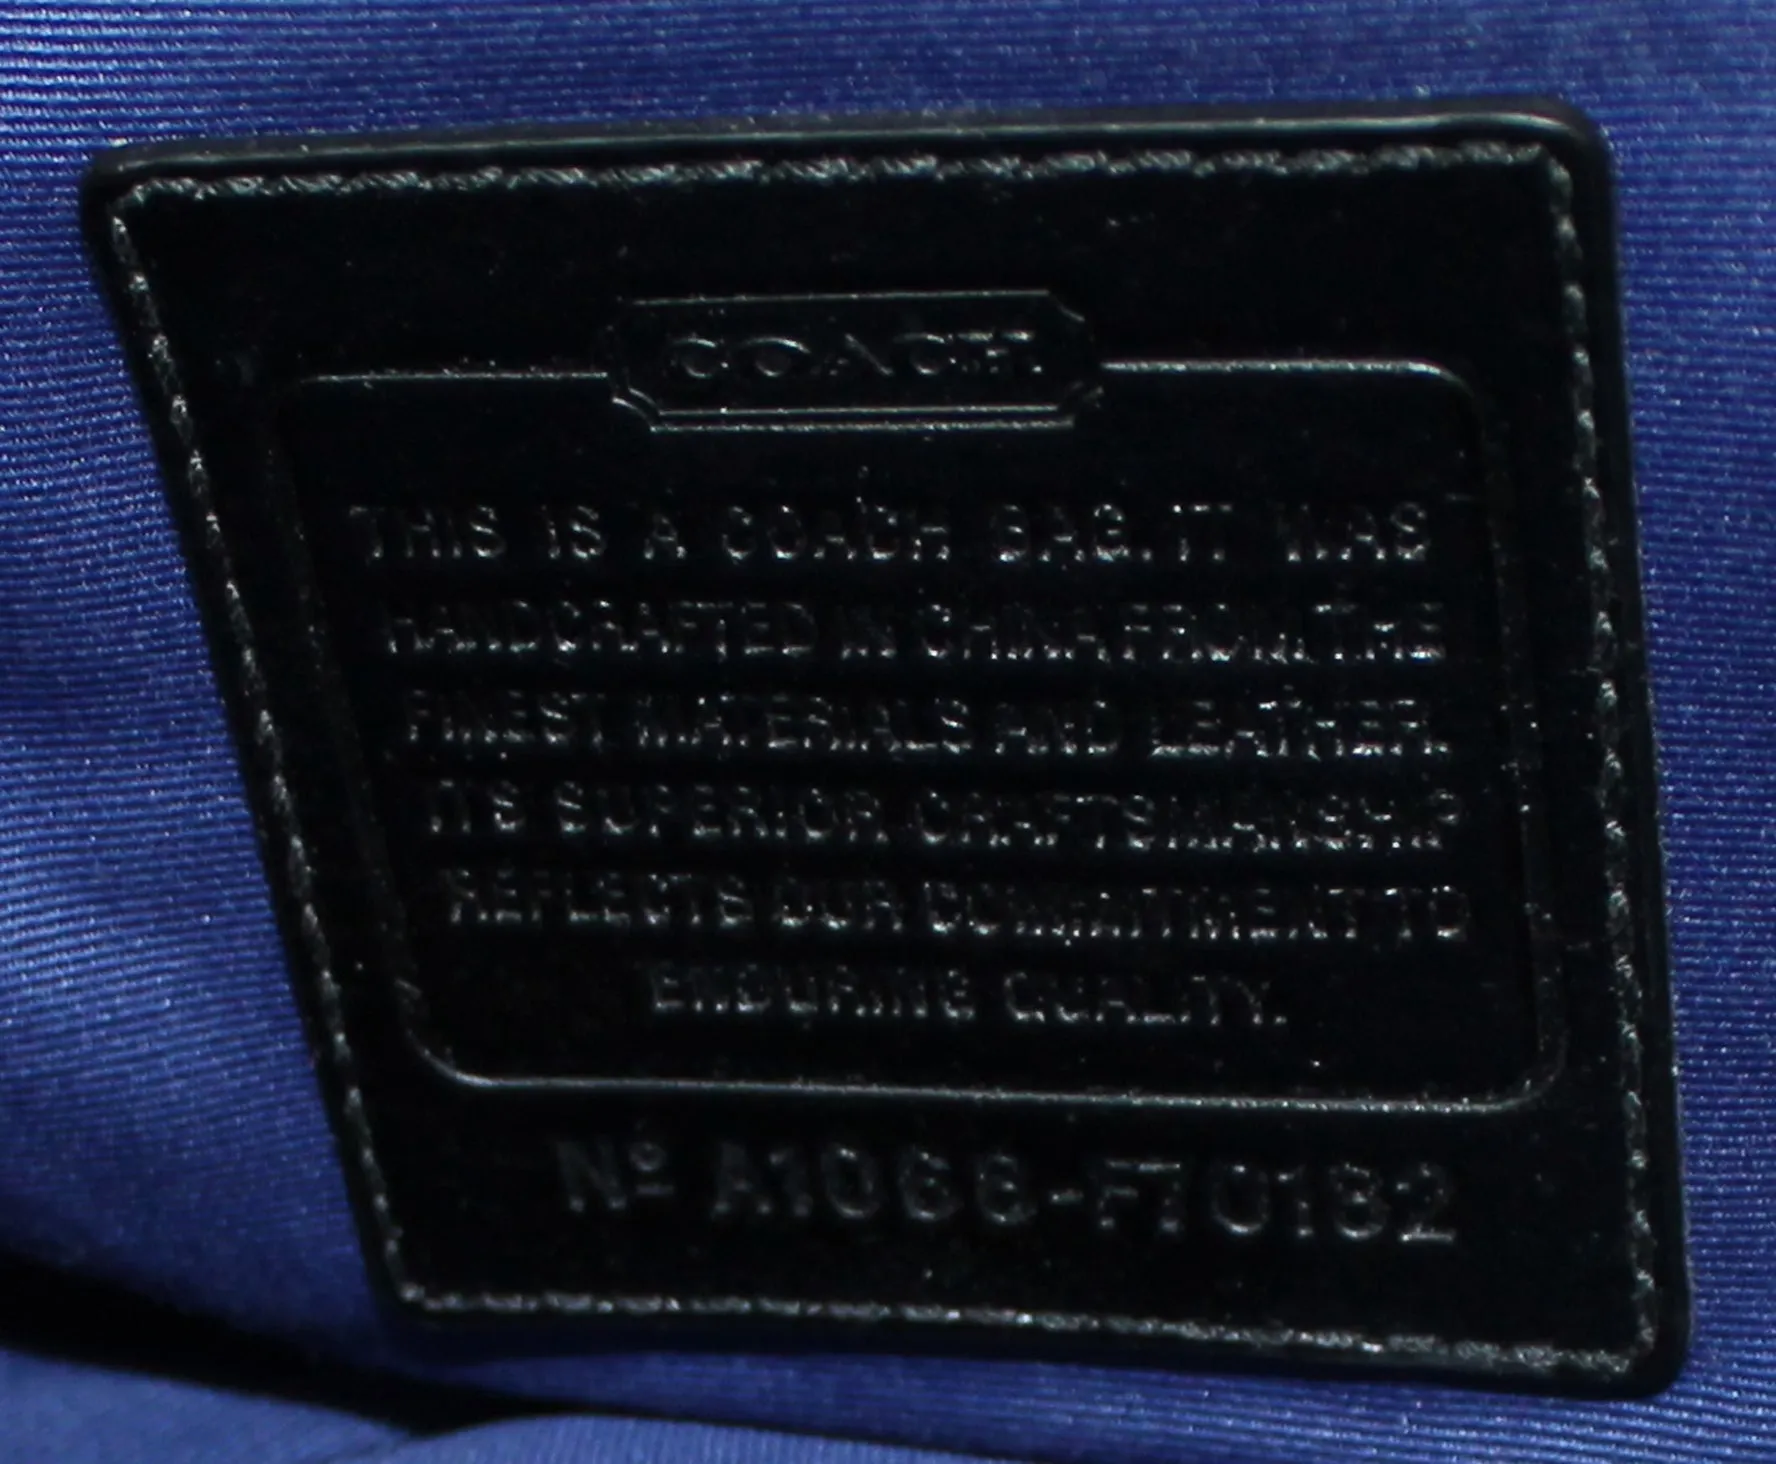 COACH
THIS IS A COACH BAG. IT WAS
HANDCRAFTED IN CHINA FROM THE
FINEST MATERIALS AND LEATHER.
ITS SUPERIOR CRAFTSMANSHIP
REFLECTS OUR COMMITMENT TO
ENDURING QUALITY.
Nº A1066-F70182